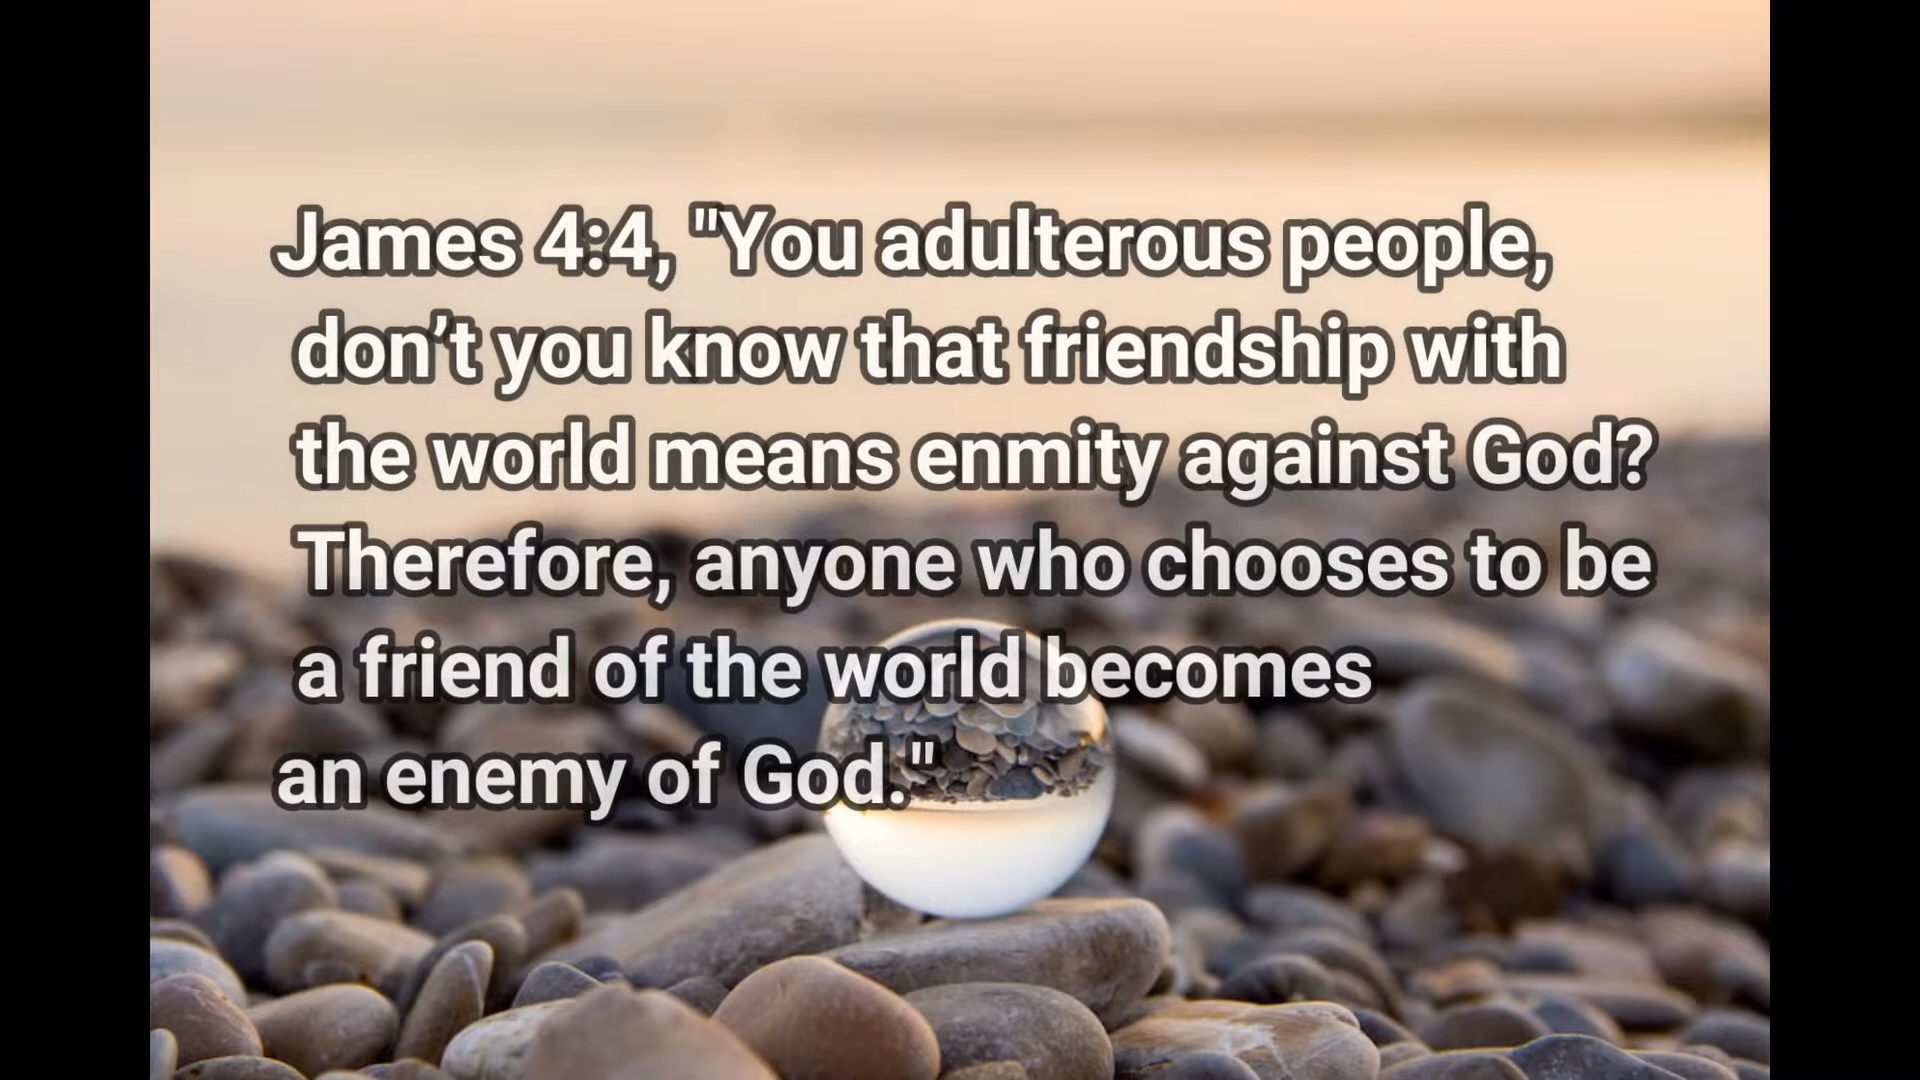 James 4:4, "You adulterous people,
don’t you know that friendship with
the world means enmity against God?
Therefore, anyone who chooses to be
a friend of the world becomes
an enemy of God."